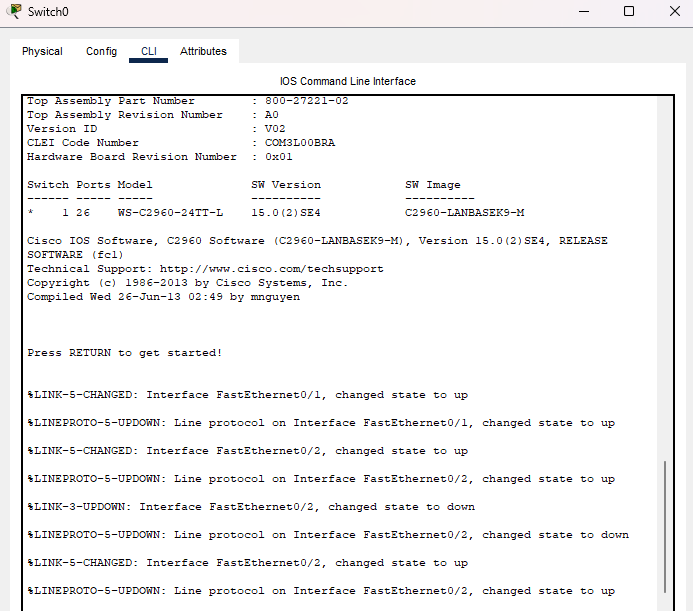 Switch0
Physical Config CLI Attributes
IOS Command Line Interface
Top Assembly Part Number : 800-27221-02
Top Assembly Revision Number : A0
Version ID : V02
CLEI Code Number : COM3L00BRA
Hardware Board Revision Number : 0x01
Switch Ports Model SW Version SW Image
------ ----- ----- ---------- ----------
* 1 26 WS-C2960-24TT-L 15.0(2)SE4 C2960-LANBASEK9-M
Cisco IOS Software, C2960 Software (C2960-LANBASEK9-M), Version 15.0(2)SE4, RELEASE
SOFTWARE (fc1)
Technical Support: http://www.cisco.com/techsupport
Copyright (c) 1986-2013 by Cisco Systems, Inc.
Compiled Wed 26-Jun-13 02:49 by mnguyen
Press RETURN to get started!
%LINK-5-CHANGED: Interface FastEthernet0/1, changed state to up
%LINEPROTO-5-UPDOWN: Line protocol on Interface FastEthernet0/1, changed state to up
%LINK-5-CHANGED: Interface FastEthernet0/2, changed state to up
%LINEPROTO-5-UPDOWN: Line protocol on Interface FastEthernet0/2, changed state to up
%LINK-3-UPDOWN: Interface FastEthernet0/2, changed state to down
%LINEPROTO-5-UPDOWN: Line protocol on Interface FastEthernet0/2, changed state to down
%LINK-5-CHANGED: Interface FastEthernet0/2, changed state to up
%LINEPROTO-5-UPDOWN: Line protocol on Interface FastEthernet0/2, changed state to up